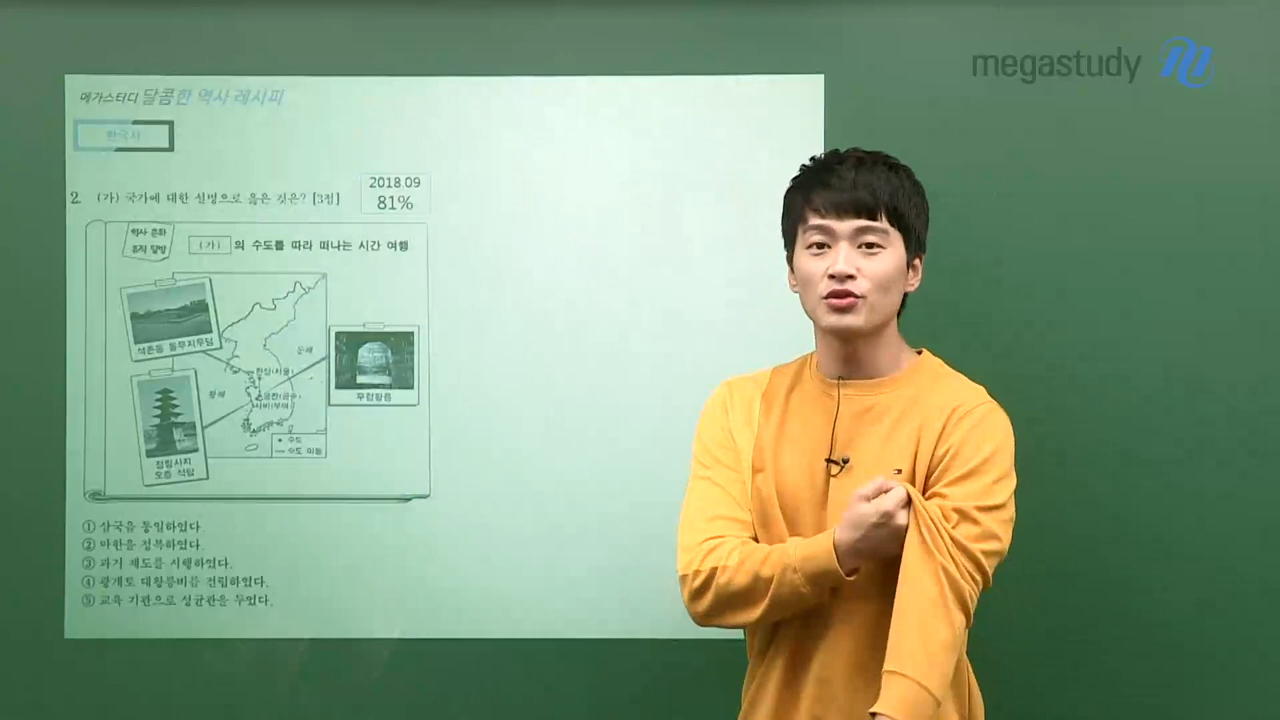 megastudy
메가스터디 달콤한 역사 레시피
한국사
2. (가) 국가에 대한 설명으로 옳은 것은? [3점]
2018.09
81%
역사 문화
유적 탐방
(가) 의 수도를 따라 떠나는 시간 여행
석촌동 돌무지무덤
동해
한성(서울)
무령왕릉
황해
웅진(공주)
사비(부여)
정림사지
오층 석탑
수도
수도 이동
① 삼국을 통일하였다.
② 마한을 정복하였다.
③ 과거 제도를 시행하였다.
④ 광개토 대왕릉비를 건립하였다.
⑤ 교육 기관으로 성균관을 두었다.